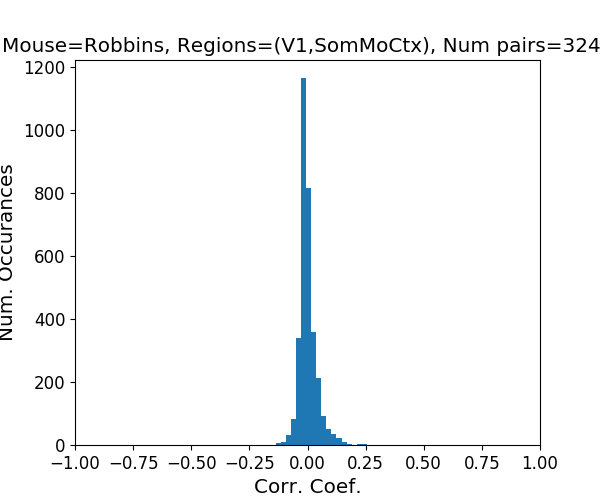 Mouse=Robbins, Regions=(V1,SomMoCtx), Num pairs=324
Num. Occurances
1200
1000
800
600
400
200
0
−1.00 −0.75 −0.50 −0.25 0.00 0.25 0.50 0.75 1.00
Corr. Coef.